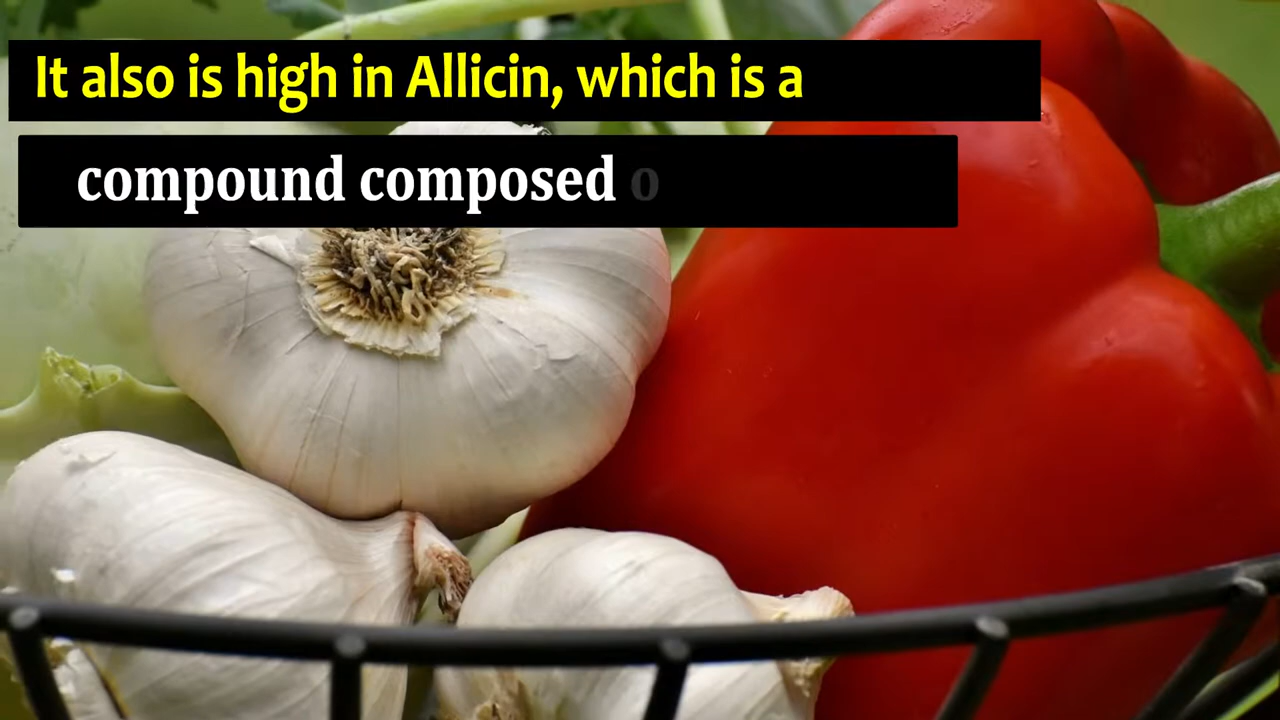 It also is high in Allicin, which is a
compound composed o